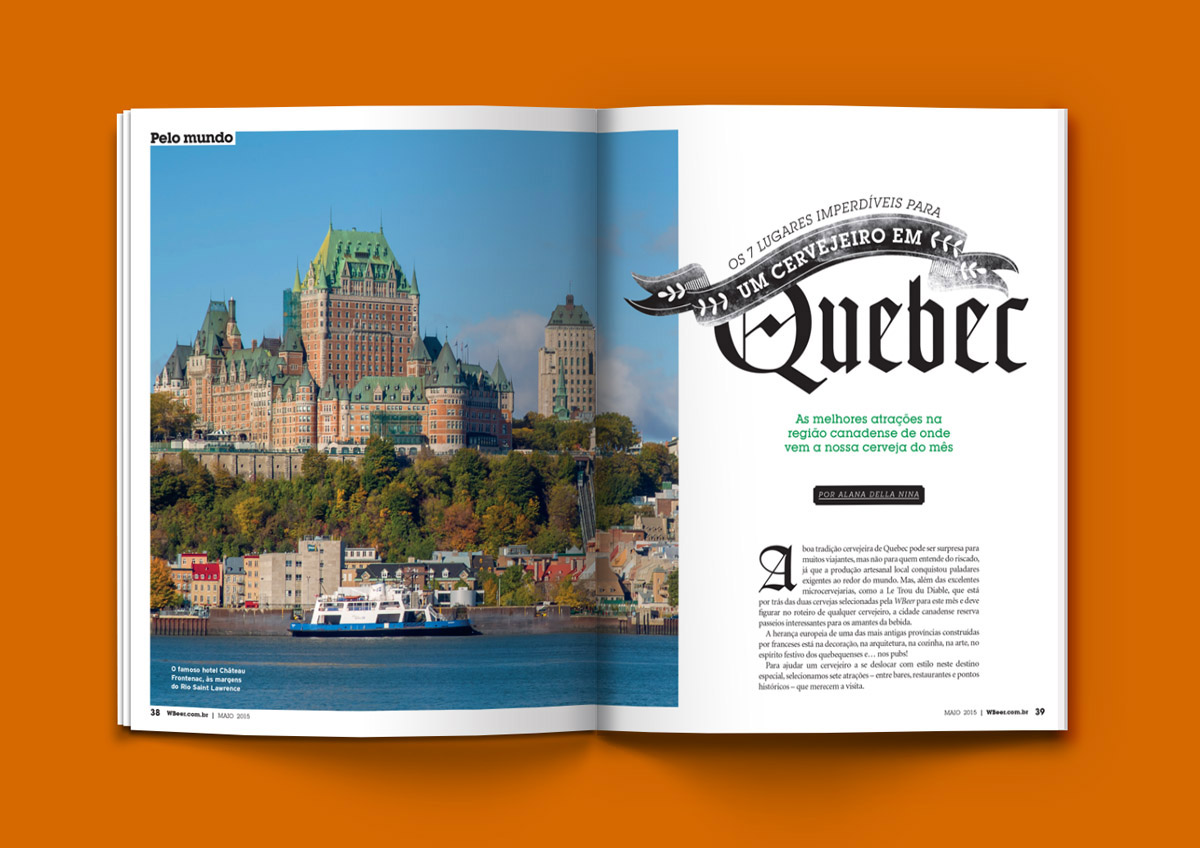 Pelo mundo
O famoso hotel Château
Frontenac, às margens
do Rio Saint Lawrence
38 WBeer.com.br | MAIO 2015
OS 7 LUGARES IMPERDÍVEIS PARA
UM CERVEJEIRO EM
Quebec
As melhores atrações na
região canadense de onde
vem a nossa cerveja do mês
POR ALANA DELLA NINA
A boa tradição cervejeira de Quebec pode ser surpresa para
muitos viajantes, mas não para quem entende do riscado,
já que a produção artesanal local conquistou paladares
exigentes ao redor do mundo. Mas, além das excelentes
microcervejarias, como a Le Trou du Diable, que está
por trás das duas cervejas selecionadas pela WBeer para este mês e deve
figurar no roteiro de qualquer cervejeiro, a cidade canadense reserva
passeios interessantes para os amantes da bebida.
A herança europeia de uma das mais antigas províncias construídas
por franceses está na decoração, na arquitetura, na cozinha, na arte, no
espírito festivo dos quebequenses e… nos pubs!
Para ajudar um cervejeiro a se deslocar com estilo neste destino
especial, selecionamos sete atrações – entre bares, restaurantes e pontos
históricos – que merecem a visita.
MAIO 2015 | WBeer.com.br 39